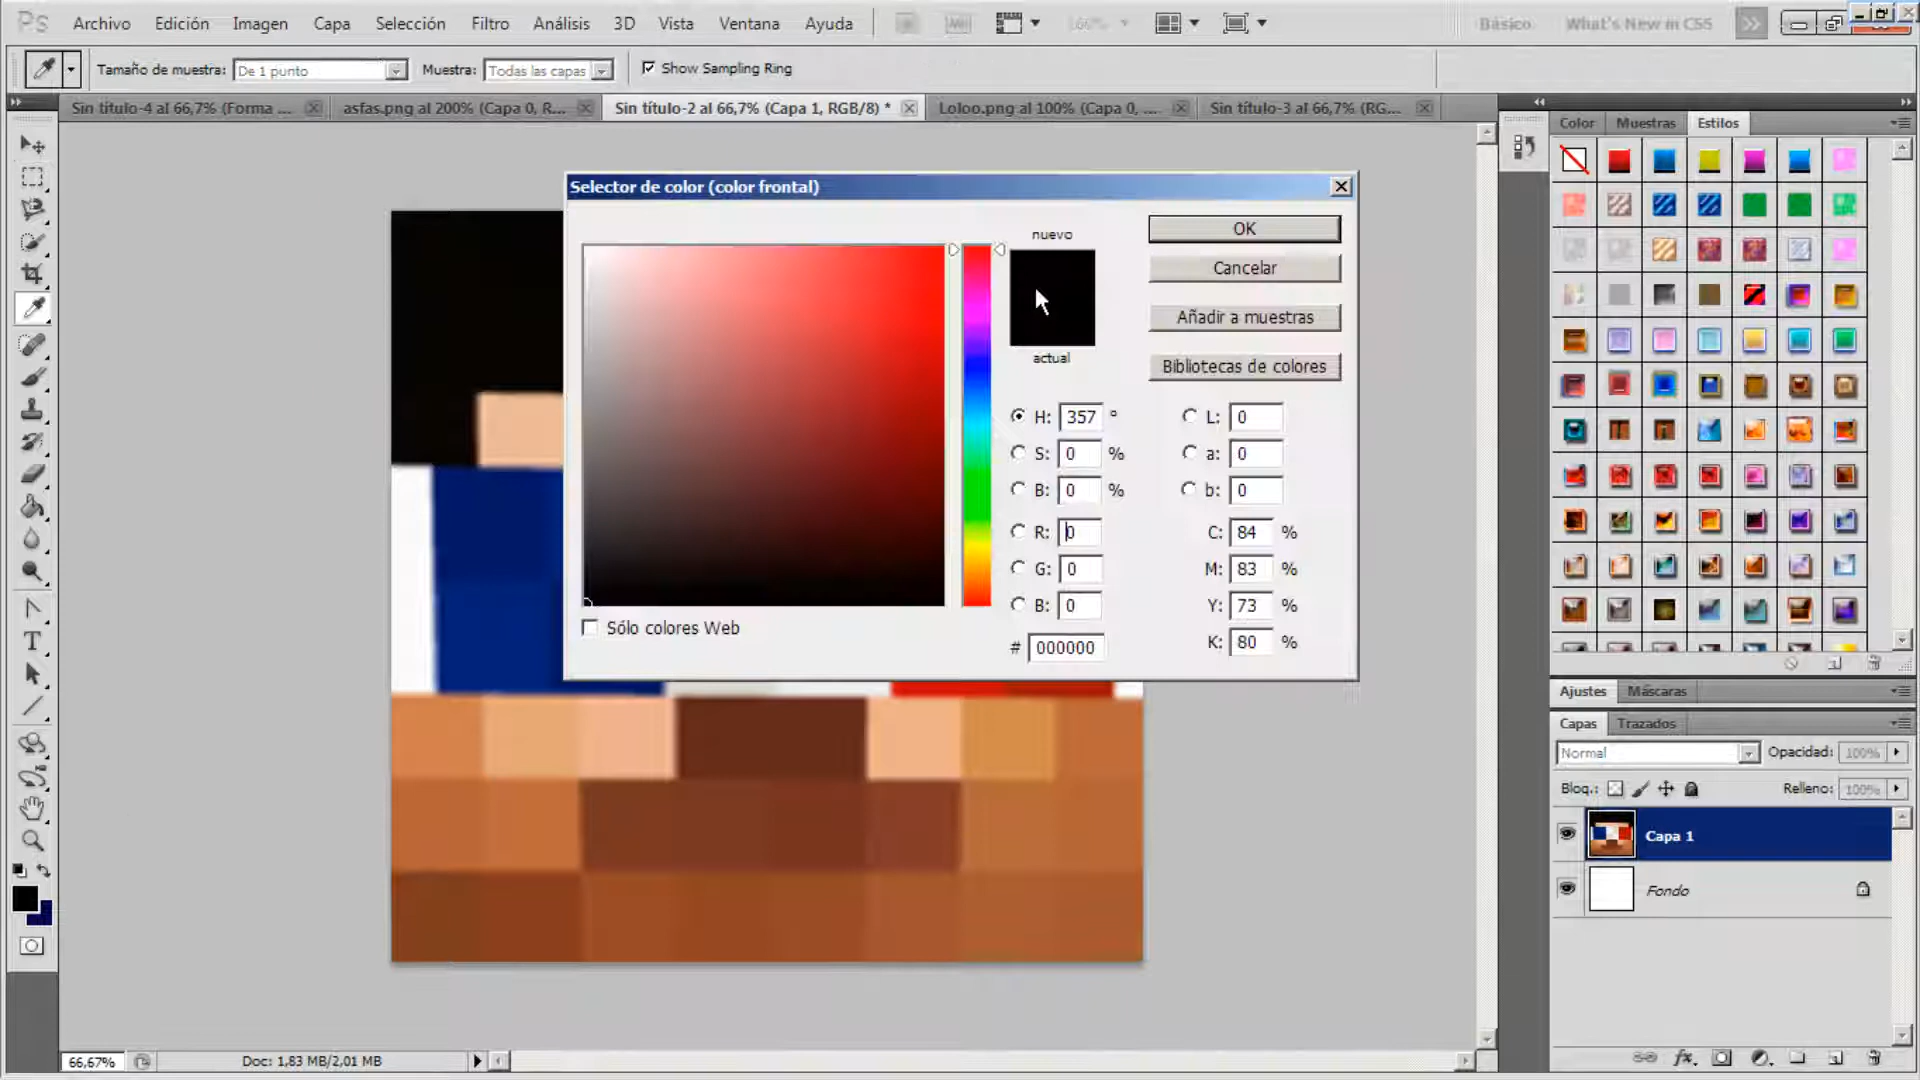 Ps Archivo Edición Imagen Capa Selección Filtro Análisis 3D Vista Ventana Ayuda Básico What's New in CS5
Tamaño de muestra: De 1 punto Muestra: Todas las capas Show Sampling Ring
Sin título-4 al 66,7% (Forma ... asfas.png al 200% (Capa 0, R... Sin título-2 al 66,7% (Capa 1, RGB/8) * Loloo.png al 100% (Capa 0, ... Sin título-3 al 66,7% (RG...
Color Muestras Estilos
Selector de color (color frontal)
nuevo
actual
OK
Cancelar
Añadir a muestras
Bibliotecas de colores
H: 357 ° L: 0
S: 0 % a: 0
B: 0 % b: 0
R: 0 C: 84 %
G: 0 M: 83 %
B: 0 Y: 73 %
# 000000 K: 80 %
Sólo colores Web
Ajustes Máscaras
Capas Trazados
Normal Opacidad: 100%
Bloq.: Relleno: 100%
Capa 1
Fondo
66,67% Doc: 1,83 MB/2,01 MB